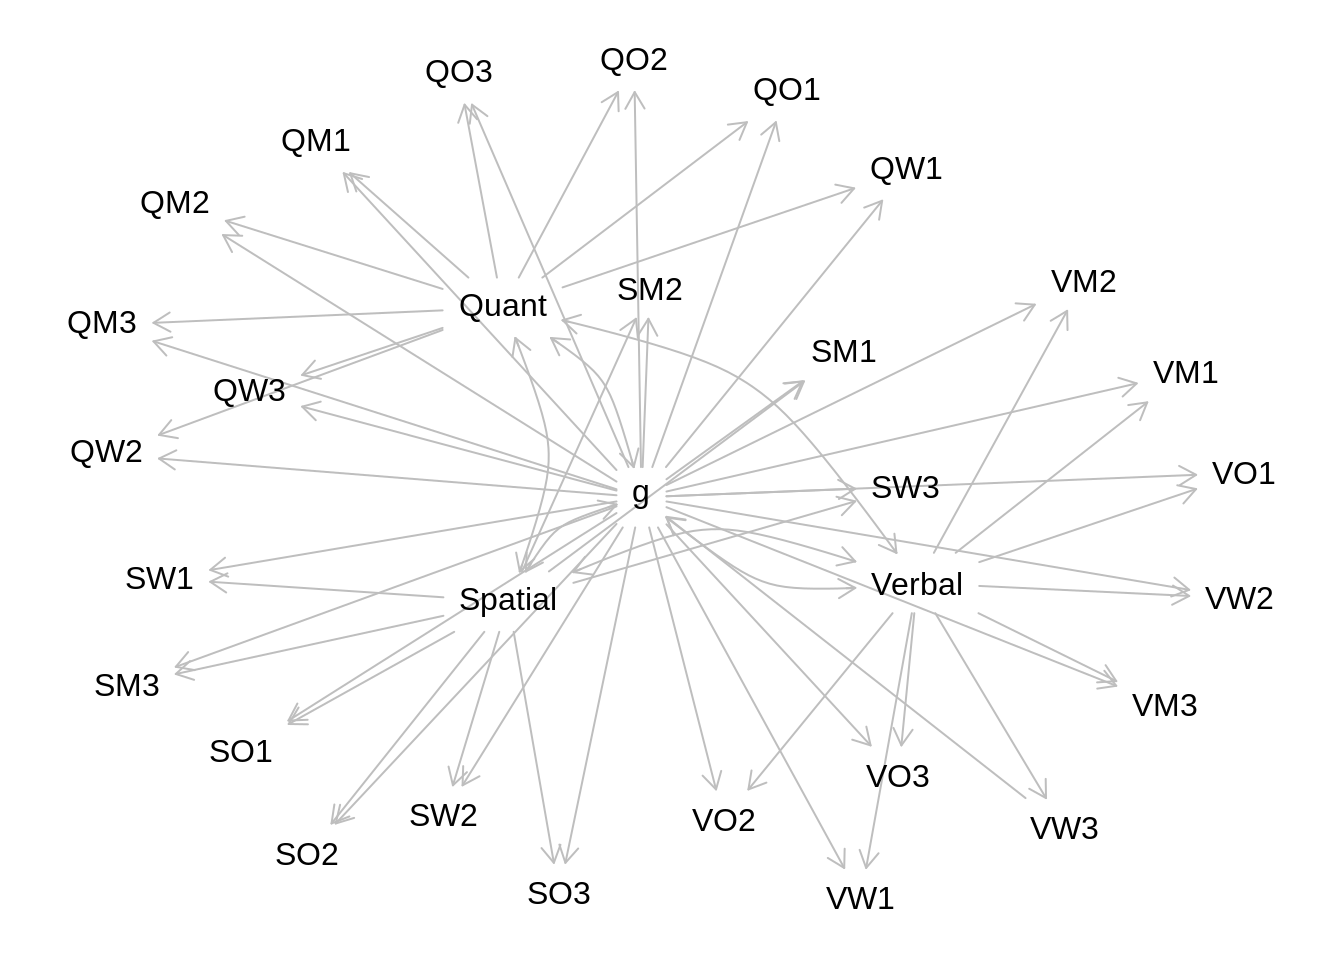 QO2
QO3
QO1
QM1
QW1
QM2
VM2
SM2
Quant
QM3
SM1
VM1
QW3
QW2
VO1
SW3
g
SW1
Verbal
VW2
Spatial
SM3
VM3
SO1
VO3
SW2
VO2
VW3
SO2
SO3
VW1